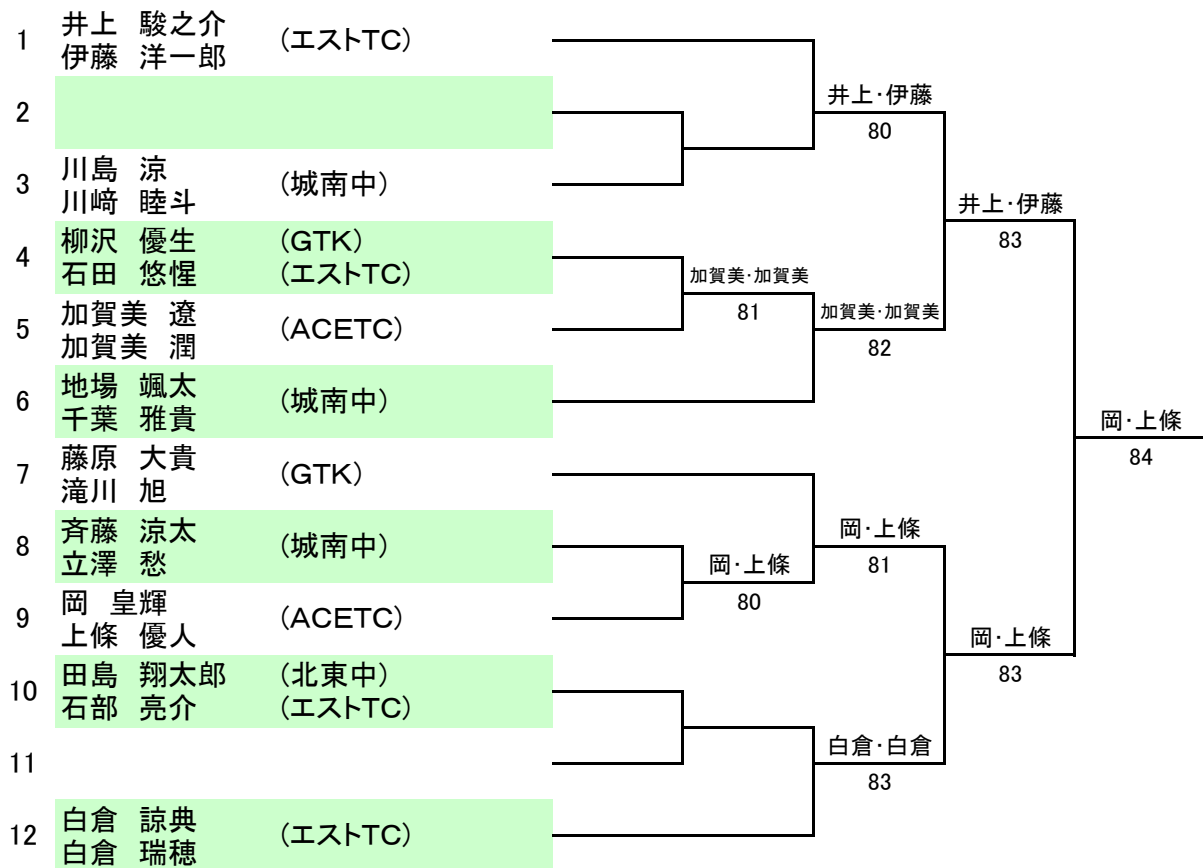 1 井上 駿之介 (エストTC)
伊藤 洋一郎
2
3 川島 涼 (城南中)
川﨑 睦斗
4 柳沢 優生 (GTK)
石田 悠惺 (エストTC)
5 加賀美 遼 (ACETC)
加賀美 潤
6 地場 颯太 (城南中)
千葉 雅貴
7 藤原 大貴 (GTK)
滝川 旭
8 斉藤 涼太 (城南中)
立澤 愁
9 岡 皇輝 (ACETC)
上條 優人
10 田島 翔太郎 (北東中)
石部 亮介 (エストTC)
11
12 白倉 諒典 (エストTC)
白倉 瑞穂
加賀美・加賀美
81
岡・上條
80
井上・伊藤
80
加賀美・加賀美
82
岡・上條
81
白倉・白倉
83
井上・伊藤
83
岡・上條
83
岡・上條
84